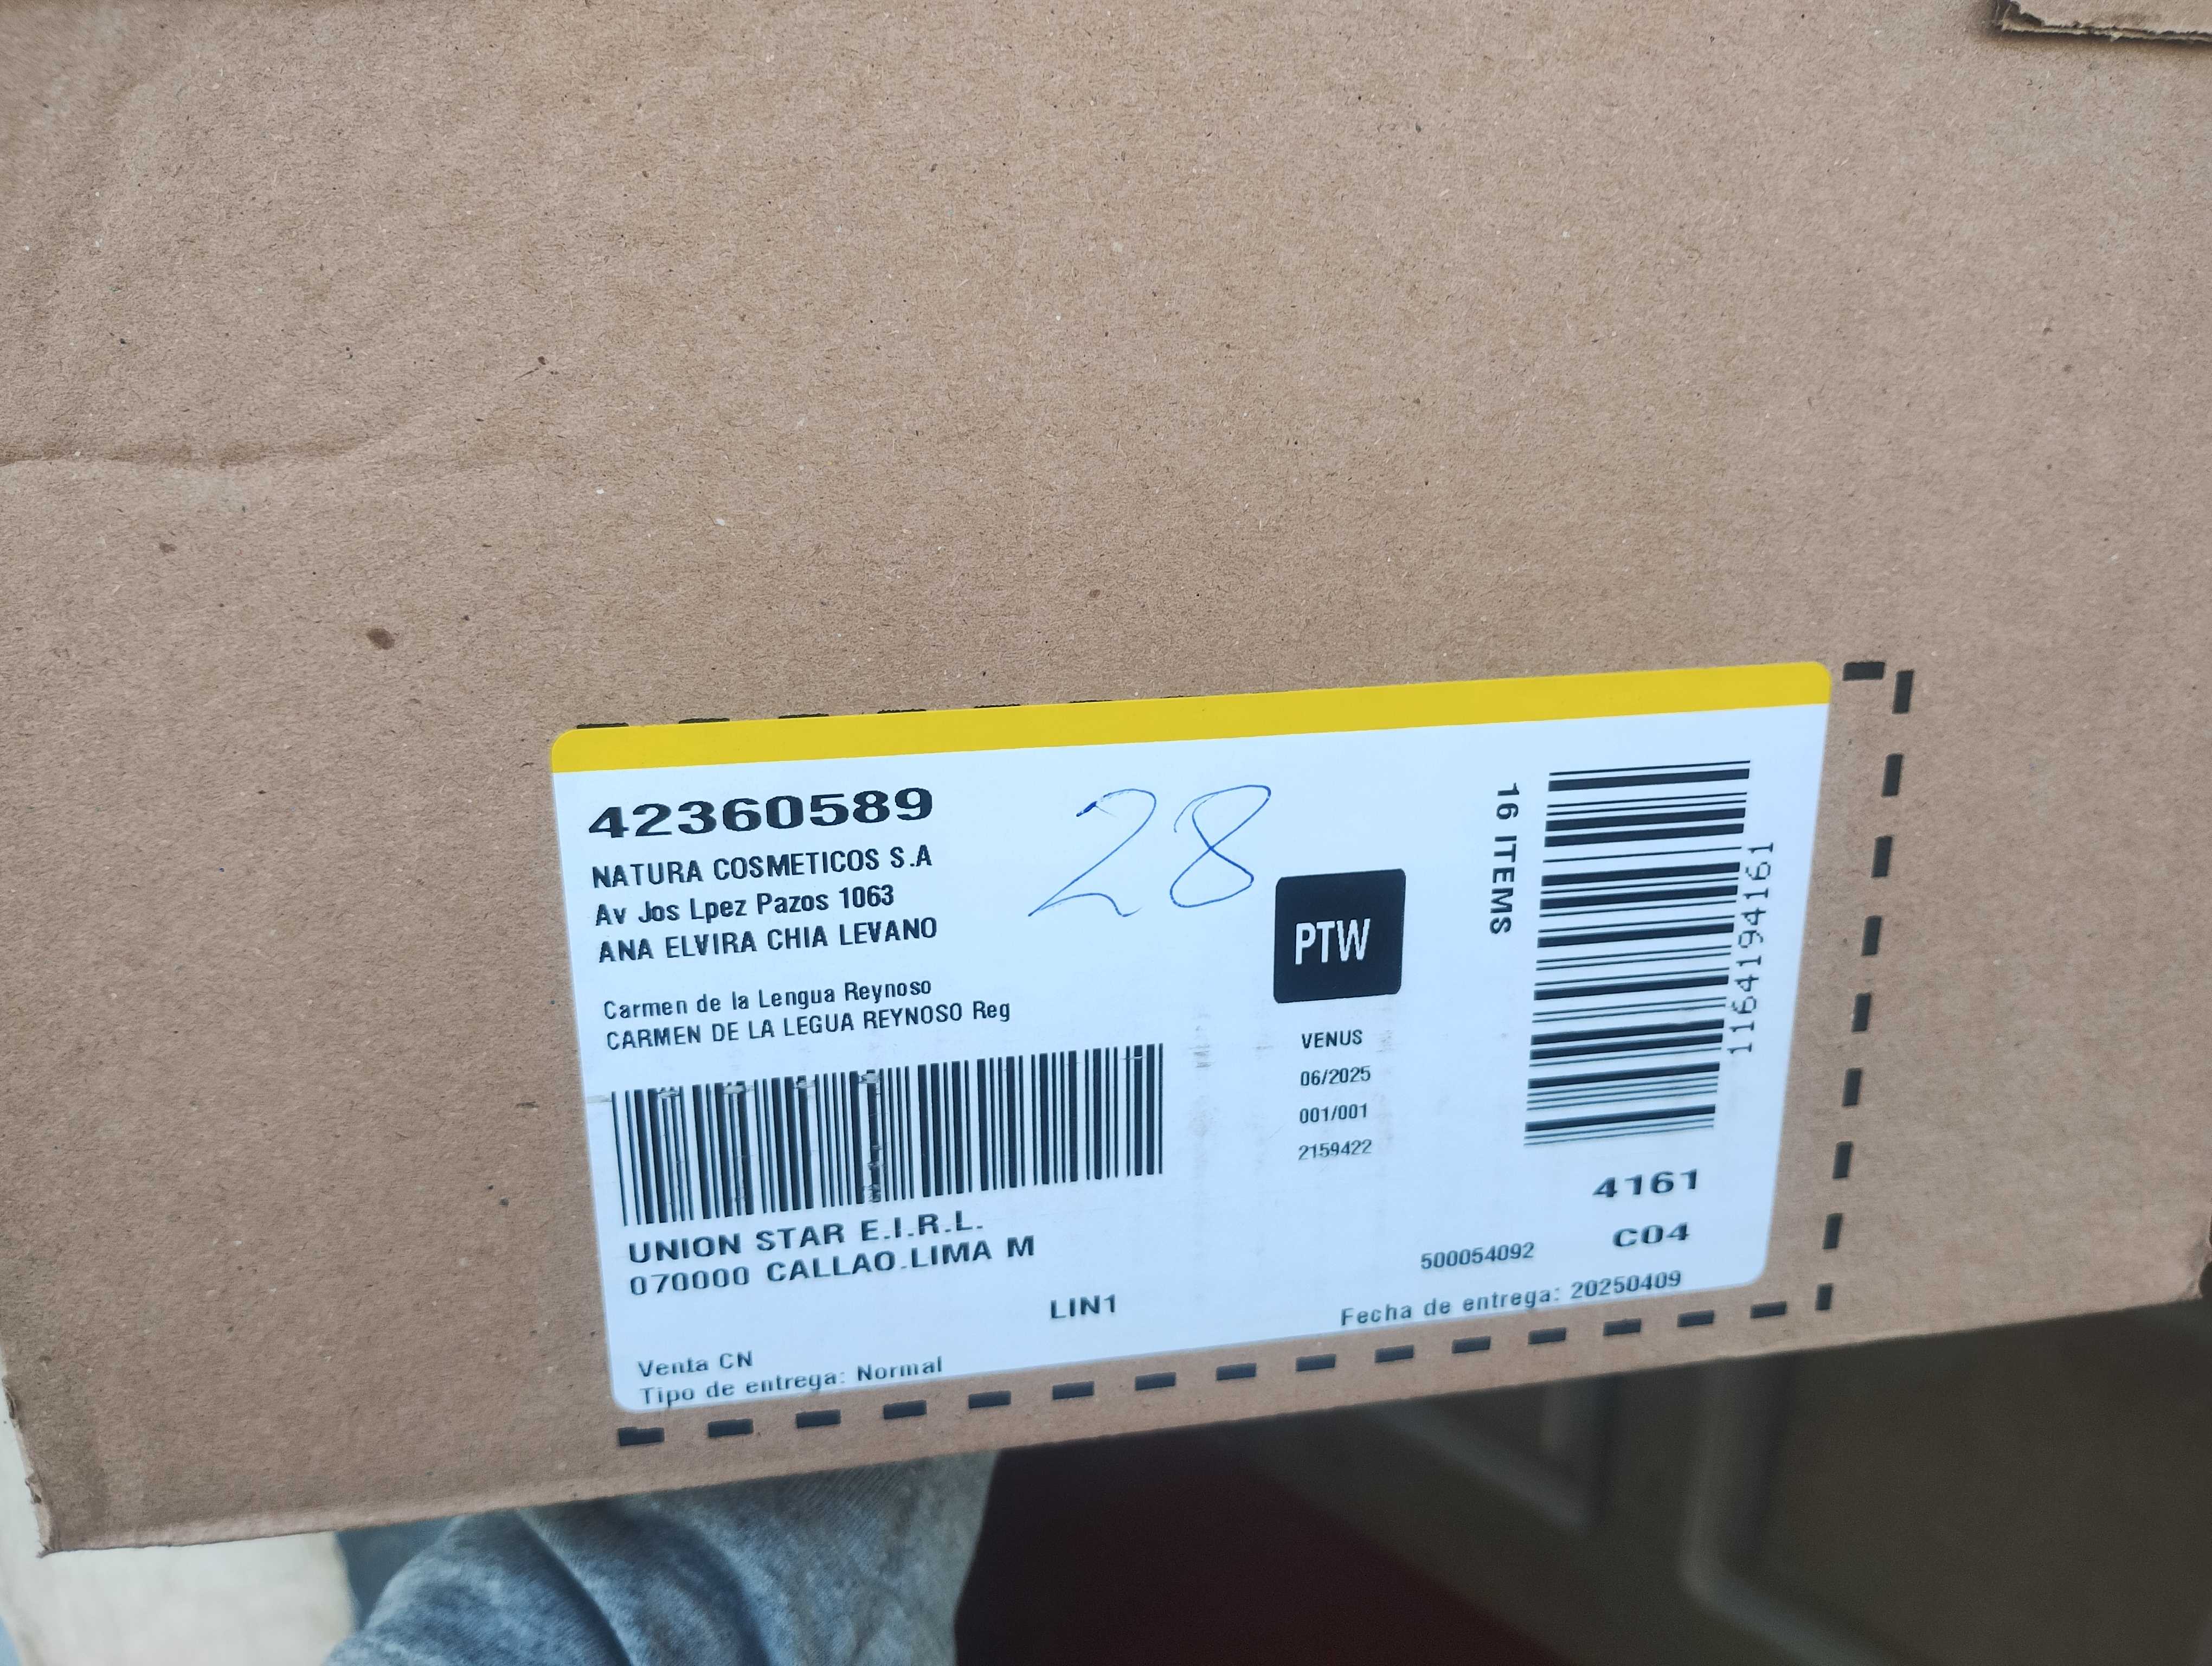 42360589
28
NATURA COSMETICOS S.A
Av Jos Lpez Pazos 1063
ANA ELVIRA CHIA LEVANO
Carmen de la Lengua Reynoso
CARMEN DE LA LEGUA REYNOSO Reg
PTW
VENUS
06/2025
001/001
2159422
16 ITEMS
11641941​61
4161
C04
500054092
Fecha de entrega: 20250409
UNION STAR E.I.R.L.
070000 CALLAO.LIMA M
LIN1
Venta CN
Tipo de entrega: Normal